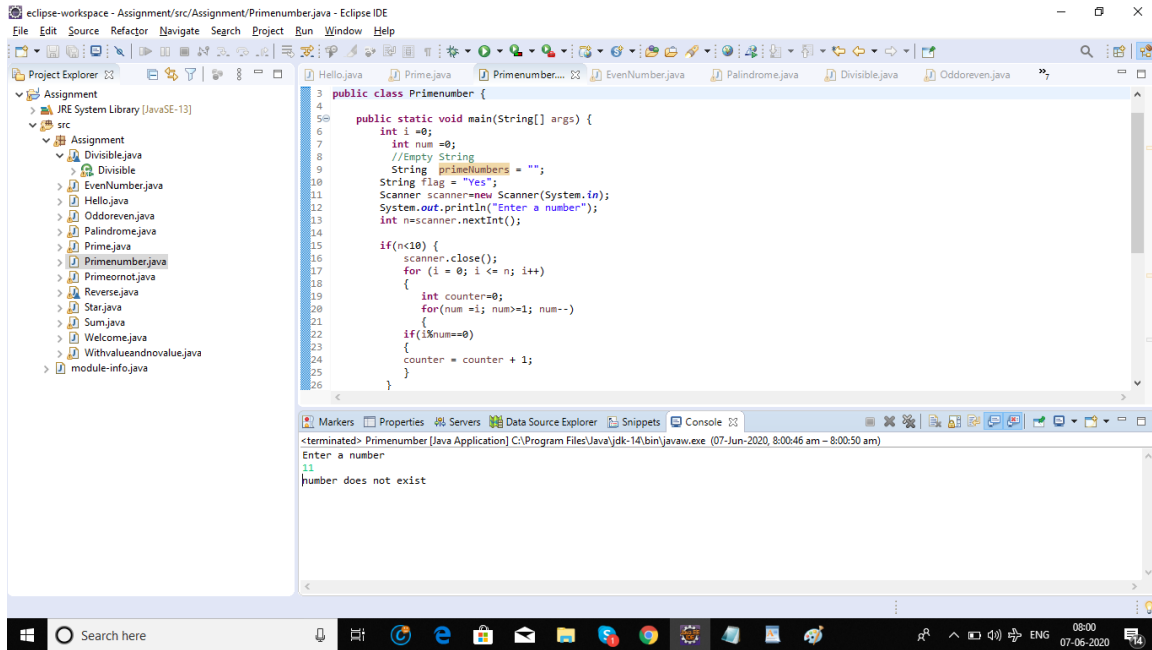 eclipse-workspace - Assignment/src/Assignment/Primenumber.java - Eclipse IDE
File Edit Source Refactor Navigate Search Project Run Window Help
Project Explorer
Assignment
JRE System Library [JavaSE-13]
src
Assignment
Divisible.java
Divisible
EvenNumber.java
Hello.java
Oddoreven.java
Palindrome.java
Prime.java
Primenumber.java
Primeornot.java
Reverse.java
Star.java
Sum.java
Welcome.java
Withvalueandnovalue.java
module-info.java
Hello.java Prime.java Primenumber.... EvenNumber.java Palindrome.java Divisible.java Oddoreven.java »7
3 public class Primenumber {
4
5 public static void main(String[] args) {
6 int i =0;
7 int num =0;
8 //Empty String
9 String primeNumbers = "";
10 String flag = "Yes";
11 Scanner scanner=new Scanner(System.in);
12 System.out.println("Enter a number");
13 int n=scanner.nextInt();
14
15 if(n<10) {
16 scanner.close();
17 for (i = 0; i <= n; i++)
18 {
19 int counter=0;
20 for(num =i; num>=1; num--)
21 {
22 if(i%num==0)
23 {
24 counter = counter + 1;
25 }
26 }
Markers Properties Servers Data Source Explorer Snippets Console
<terminated> Primenumber [Java Application] C:\Program Files\Java\jdk-14\bin\javaw.exe (07-Jun-2020, 8:00:46 am – 8:00:50 am)
Enter a number
11
number does not exist
Search here
ENG
08:00
07-06-2020
14